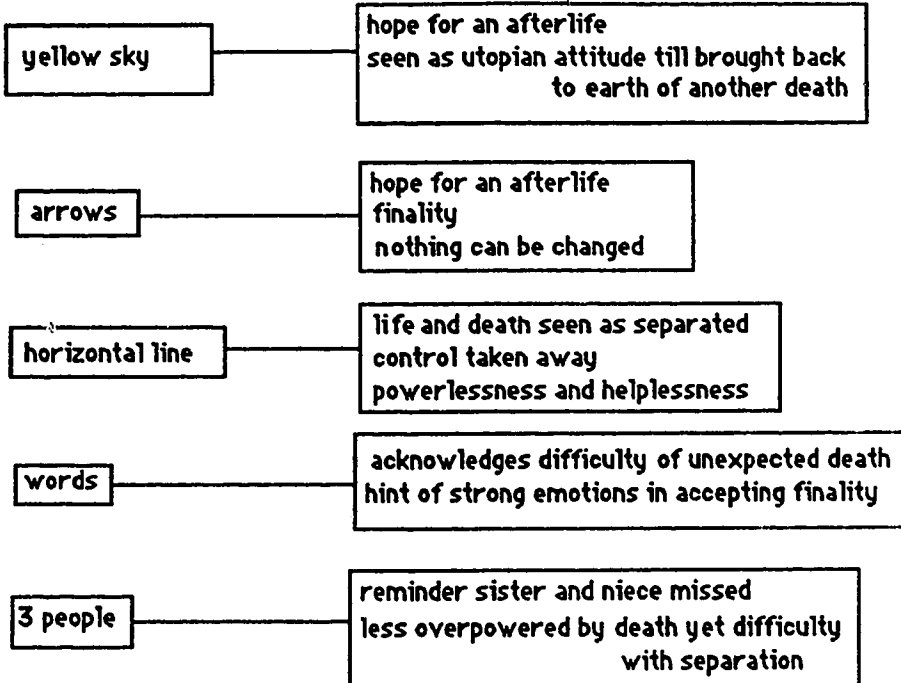 yellow sky
hope for an afterlife
seen as utopian attitude till brought back
to earth of another death
arrows
hope for an afterlife
finality
nothing can be changed
horizontal line
life and death seen as separated
control taken away
powerlessness and helplessness
words
acknowledges difficulty of unexpected death
hint of strong emotions in accepting finality
3 people
reminder sister and niece missed
less overpowered by death yet difficulty
with separation